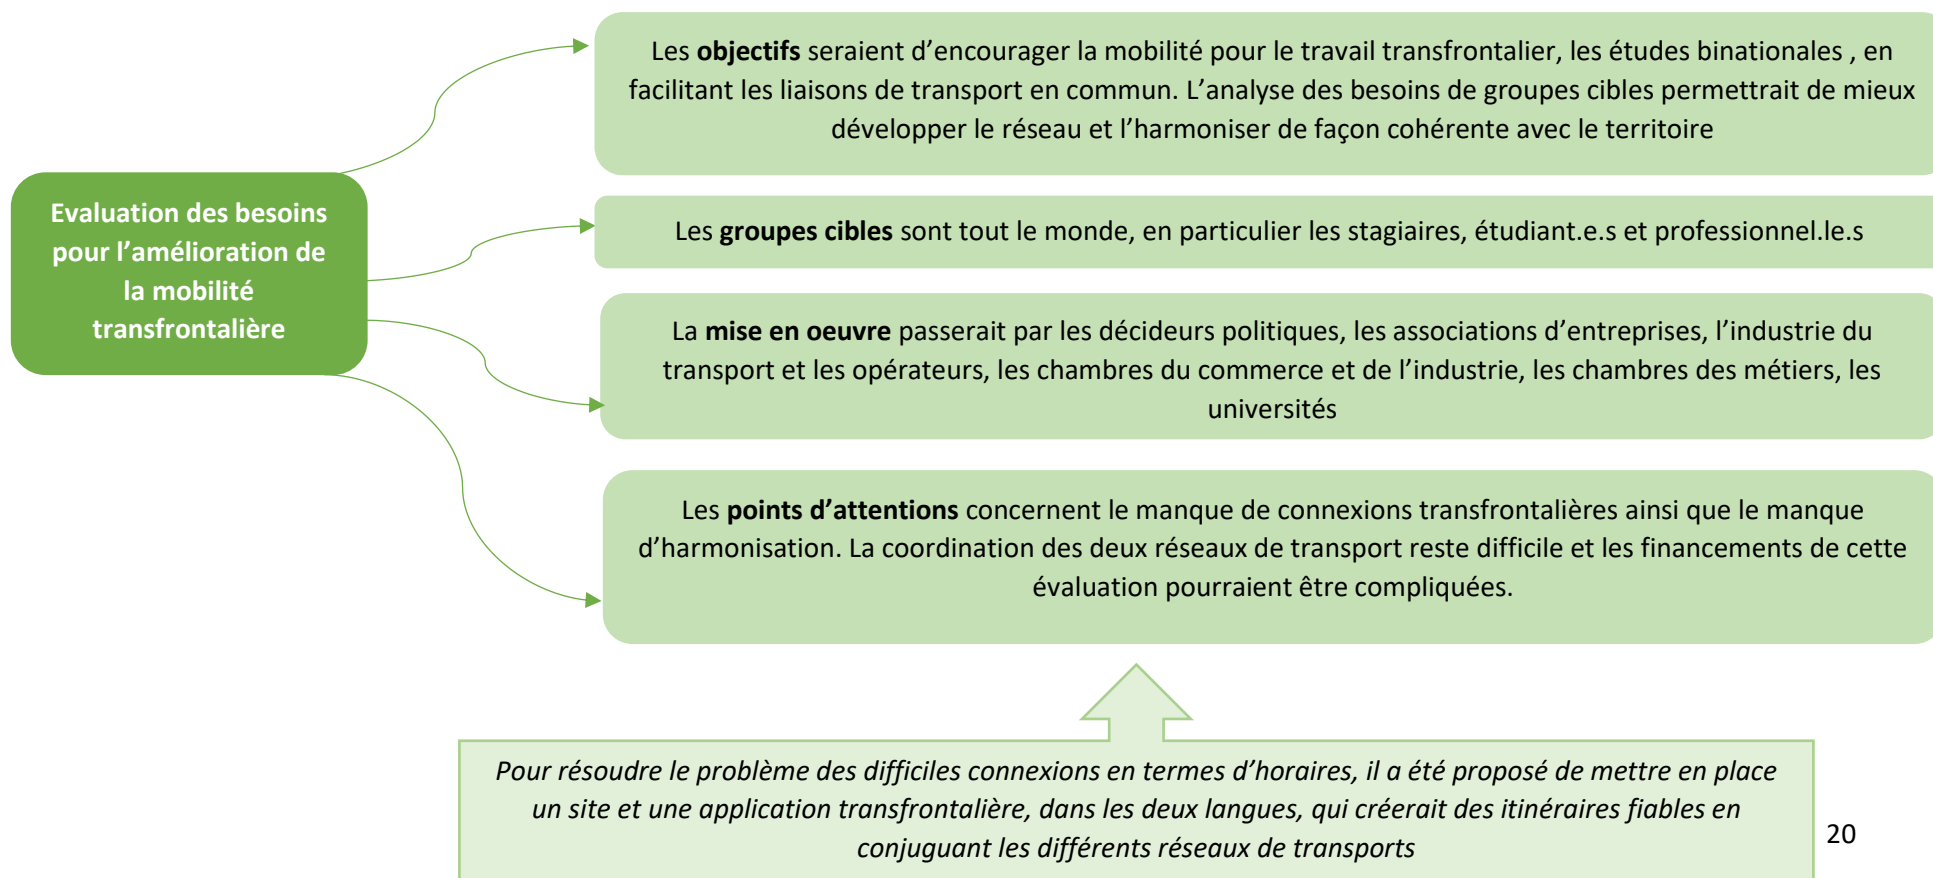 Les objectifs seraient d’encourager la mobilité pour le travail transfrontalier, les études binationales , en
facilitant les liaisons de transport en commun. L’analyse des besoins de groupes cibles permettrait de mieux
développer le réseau et l’harmoniser de façon cohérente avec le territoire
Evaluation des besoins
pour l’amélioration de
la mobilité
transfrontalière
Les groupes cibles sont tout le monde, en particulier les stagiaires, étudiant.e.s et professionnel.le.s
La mise en oeuvre passerait par les décideurs politiques, les associations d’entreprises, l’industrie du
transport et les opérateurs, les chambres du commerce et de l’industrie, les chambres des métiers, les
universités
Les points d’attentions concernent le manque de connexions transfrontalières ainsi que le manque
d’harmonisation. La coordination des deux réseaux de transport reste difficile et les financements de cette
évaluation pourraient être compliquées.
Pour résoudre le problème des difficiles connexions en termes d’horaires, il a été proposé de mettre en place
un site et une application transfrontalière, dans les deux langues, qui créerait des itinéraires fiables en
conjuguant les différents réseaux de transports
20